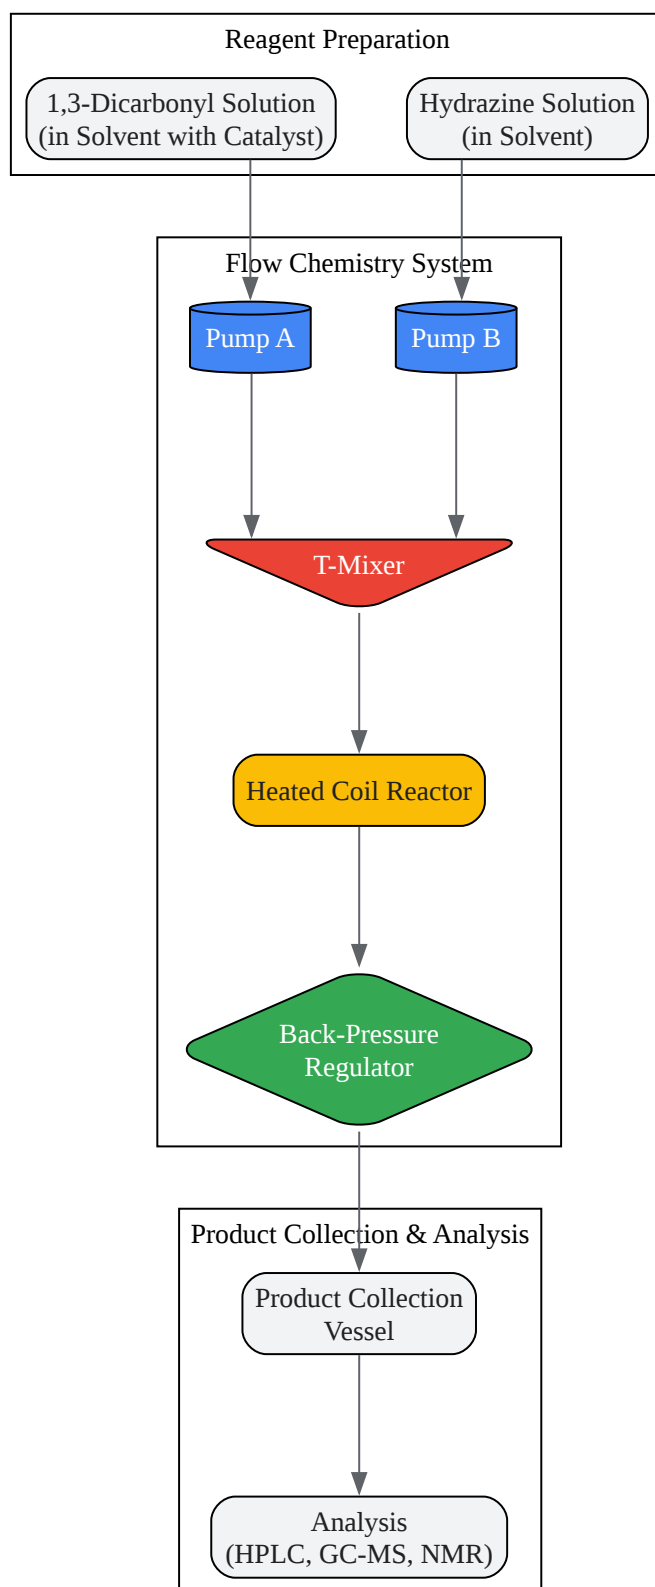 Reagent Preparation
1,3-Dicarbonyl Solution
(in Solvent with Catalyst)
Hydrazine Solution
(in Solvent)
Flow Chemistry System
Pump A
Pump B
T-Mixer
Heated Coil Reactor
Back-Pressure
Regulator
Product Collection & Analysis
Product Collection
Vessel
Analysis
(HPLC, GC-MS, NMR)